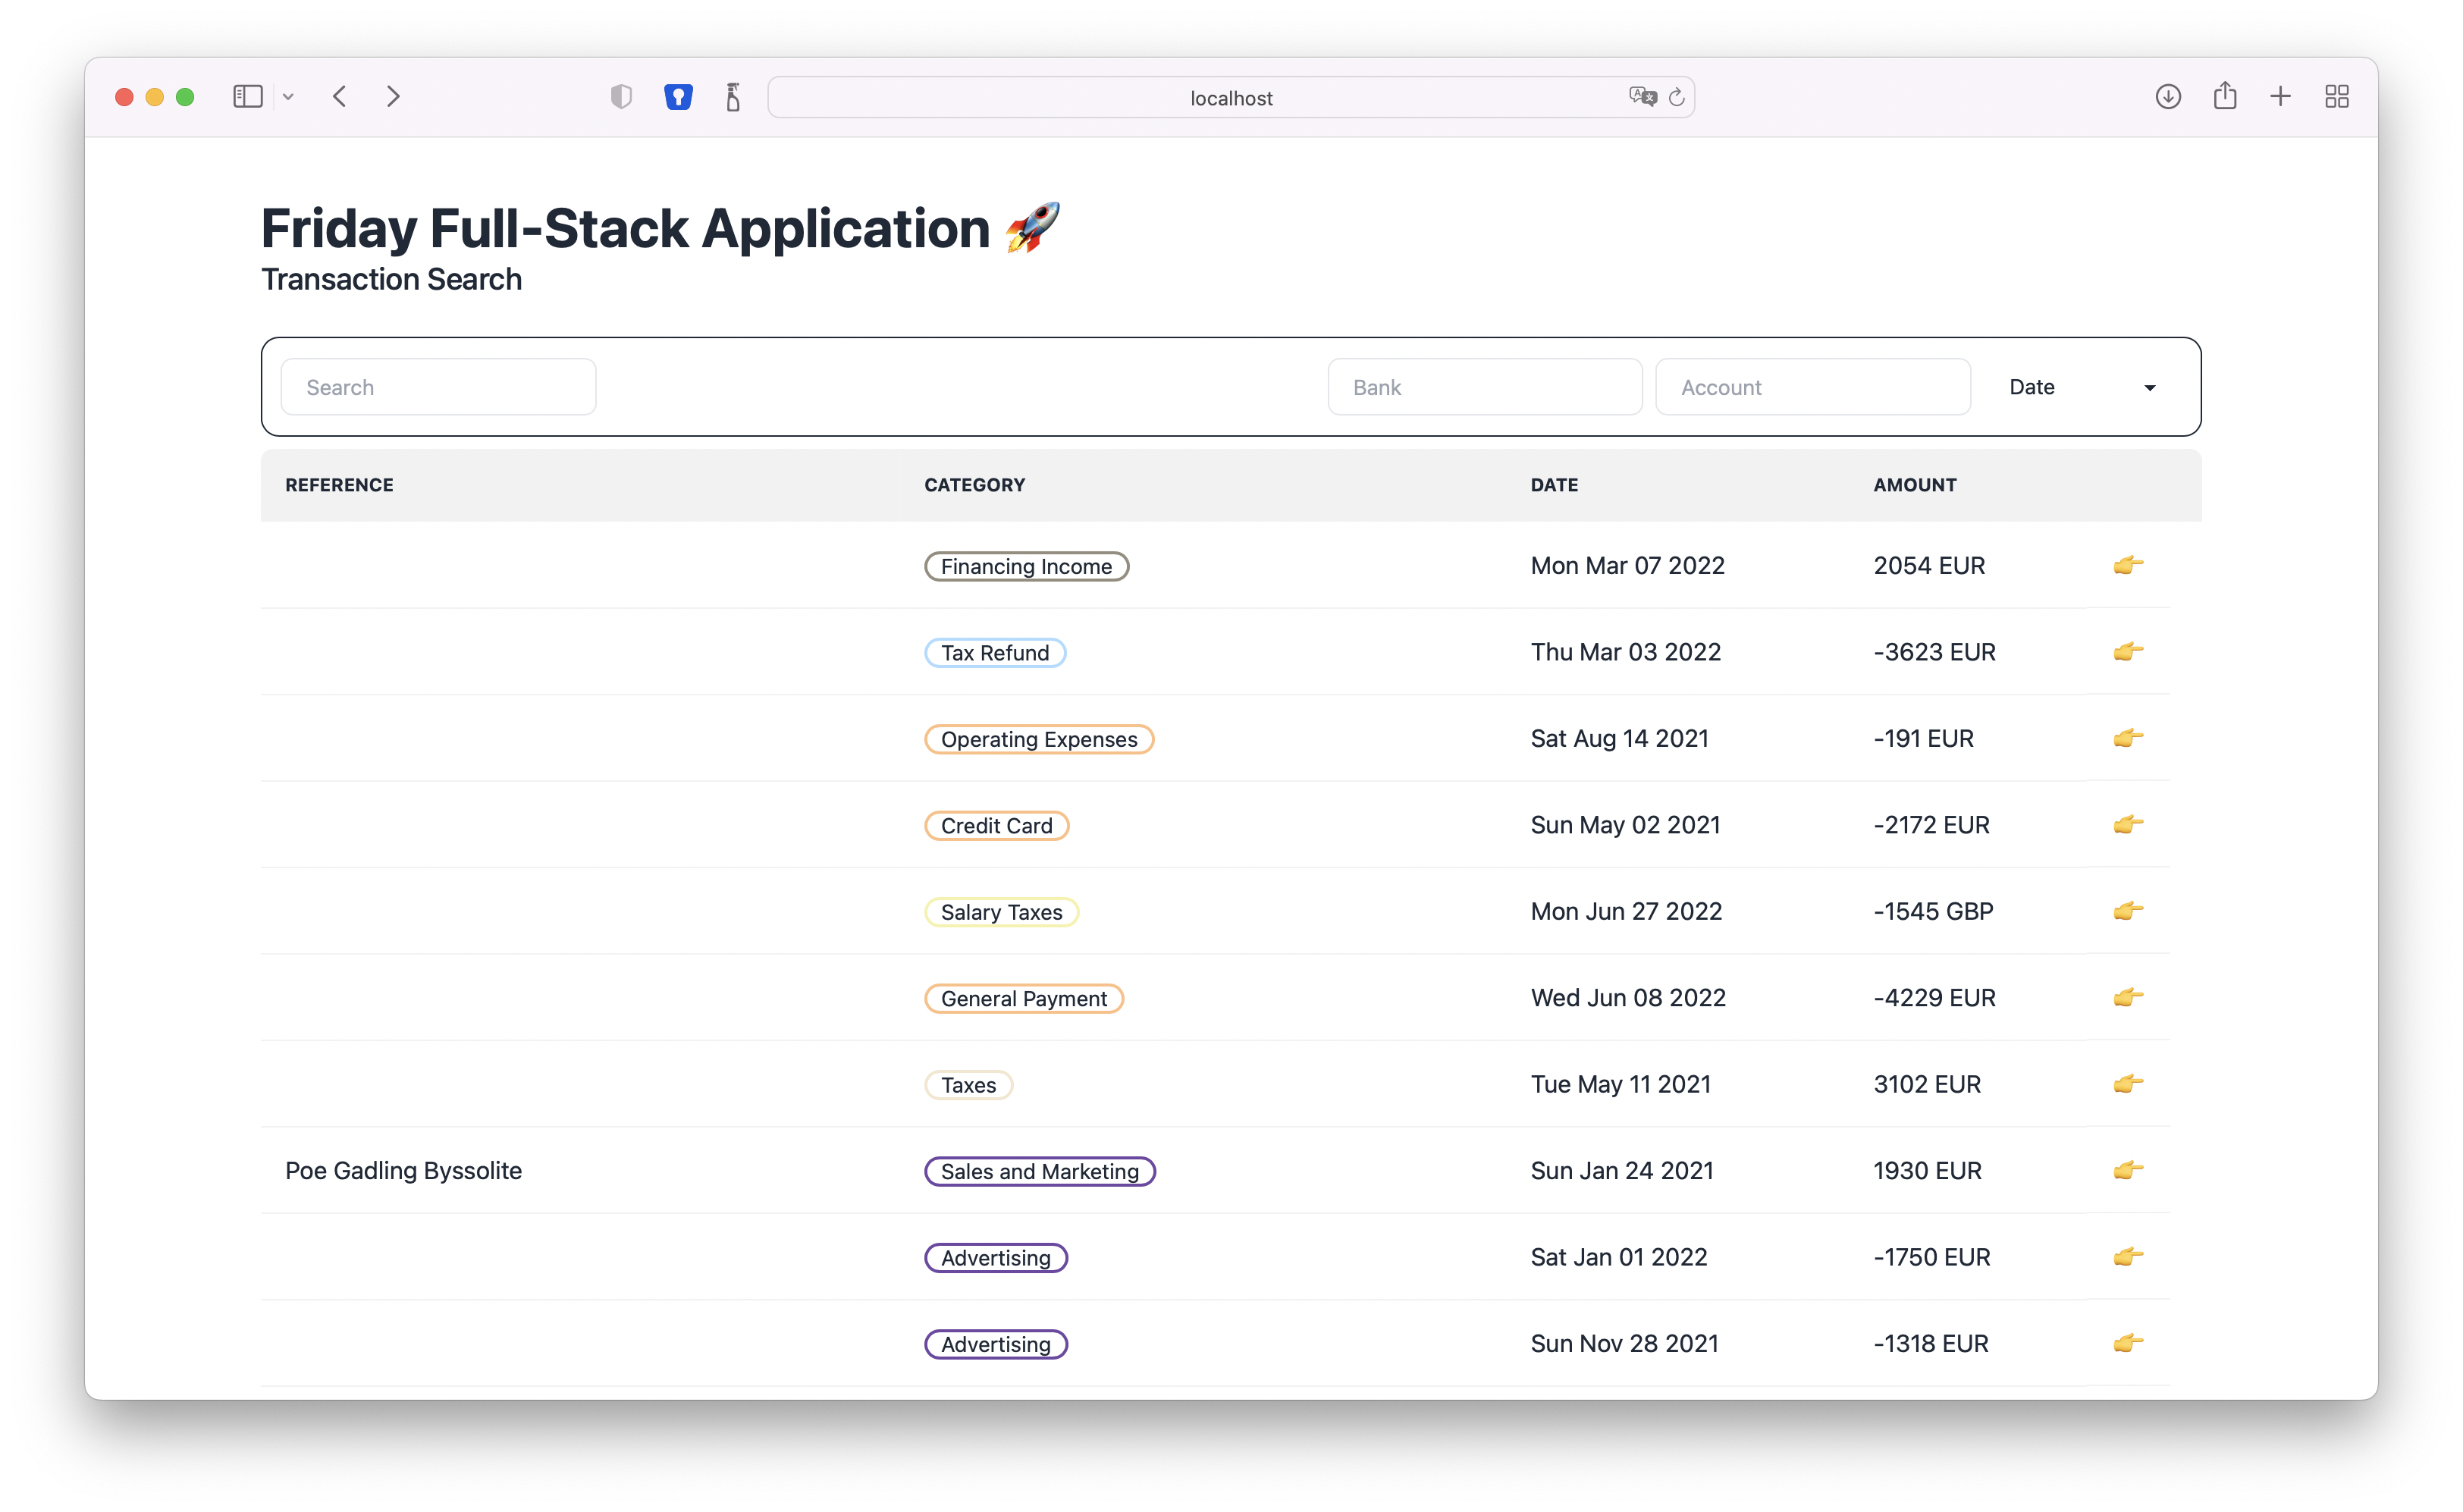 localhost
Friday Full-Stack Application 🚀
Transaction Search
Search Bank Account Date
REFERENCE CATEGORY DATE AMOUNT
Financing Income Mon Mar 07 2022 2054 EUR 👉
Tax Refund Thu Mar 03 2022 -3623 EUR 👉
Operating Expenses Sat Aug 14 2021 -191 EUR 👉
Credit Card Sun May 02 2021 -2172 EUR 👉
Salary Taxes Mon Jun 27 2022 -1545 GBP 👉
General Payment Wed Jun 08 2022 -4229 EUR 👉
Taxes Tue May 11 2021 3102 EUR 👉
Poe Gadling Byssolite Sales and Marketing Sun Jan 24 2021 1930 EUR 👉
Advertising Sat Jan 01 2022 -1750 EUR 👉
Advertising Sun Nov 28 2021 -1318 EUR 👉